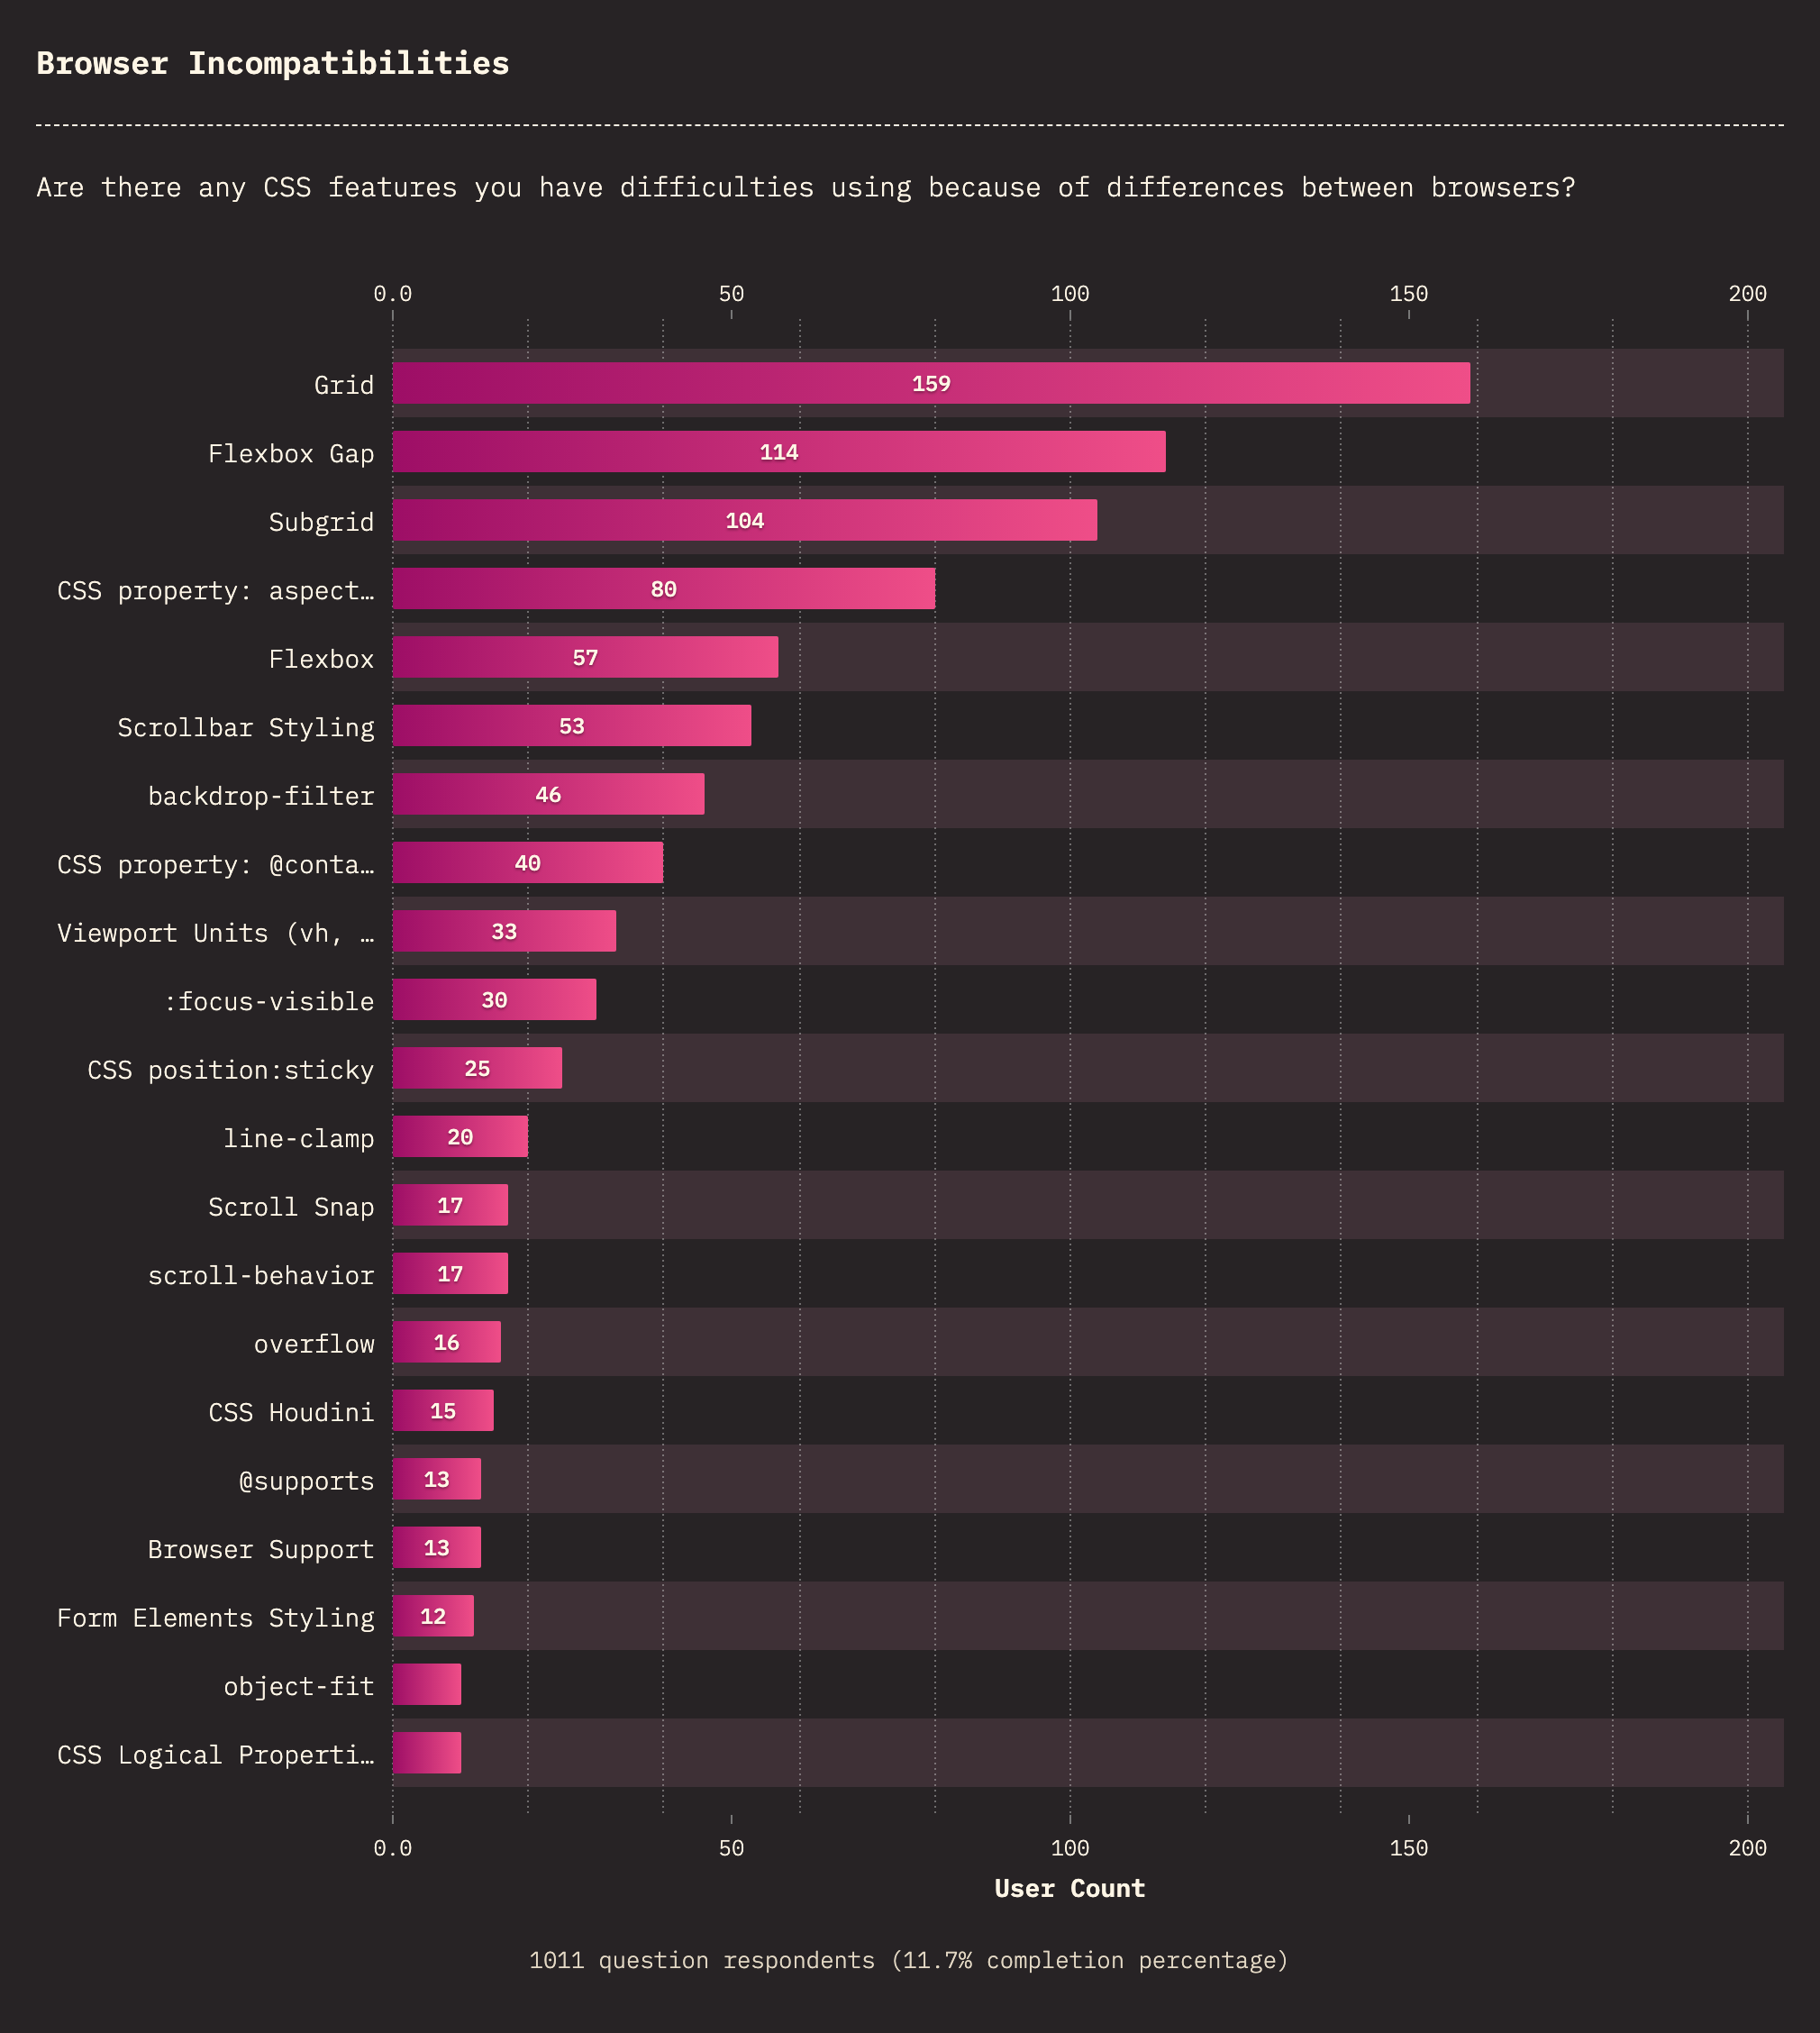 Browser Incompatibilities
Are there any CSS features you have difficulties using because of differences between browsers?
0.0 50 100 150 200
Grid 159
Flexbox Gap 114
Subgrid 104
CSS property: aspect… 80
Flexbox 57
Scrollbar Styling 53
backdrop-filter 46
CSS property: @conta… 40
Viewport Units (vh, … 33
:focus-visible 30
CSS position:sticky 25
line-clamp 20
Scroll Snap 17
scroll-behavior 17
overflow 16
CSS Houdini 15
@supports 13
Browser Support 13
Form Elements Styling 12
object-fit
CSS Logical Properti…
0.0 50 100 150 200
User Count
1011 question respondents (11.7% completion percentage)